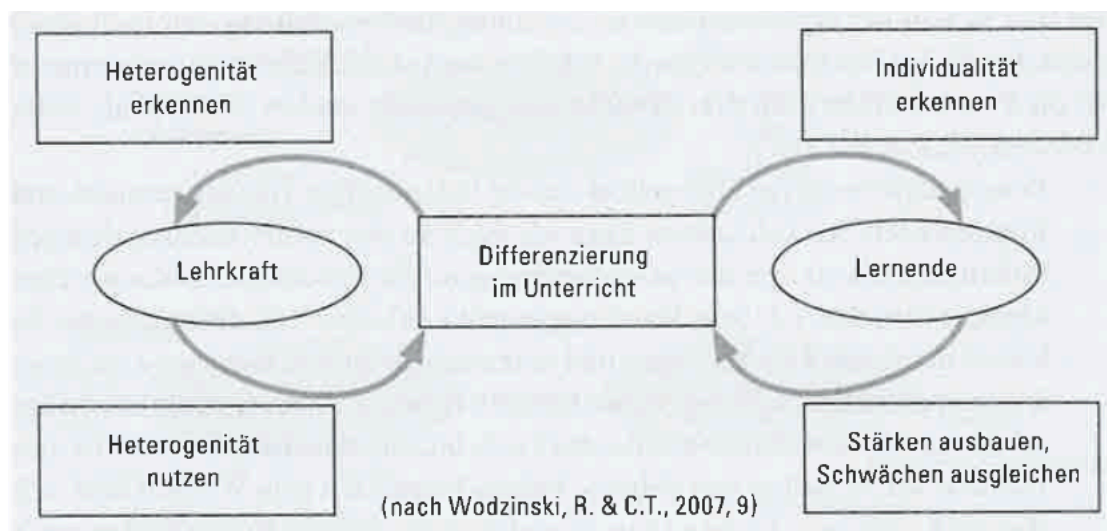 Heterogenität
erkennen
Individualität
erkennen
Lehrkraft
Differenzierung
im Unterricht
Lernende
Heterogenität
nutzen
Stärken ausbauen,
Schwächen ausgleichen
(nach Wodzinski, R. & C.T., 2007, 9)